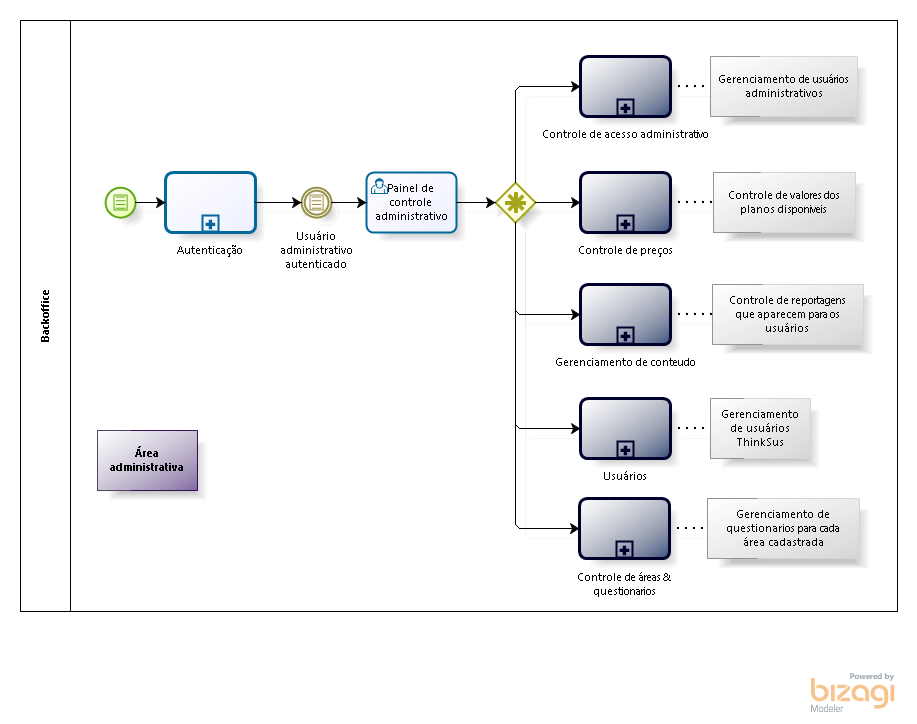 Backoffice
Autenticação
Usuário
administrativo
autenticado
Painel de
controle
administrativo
Controle de acesso administrativo
Gerenciamento de usuários
administrativos
Controle de preços
Controle de valores dos
planos disponíveis
Gerenciamento de conteudo
Controle de reportagens
que aparecem para os
usuários
Usuários
Gerenciamento
de usuários
ThinkSus
Controle de áreas &
questionarios
Gerenciamento de
questionarios para cada
área cadastrada
Área
administrativa
Powered by
bizagi
Modeler